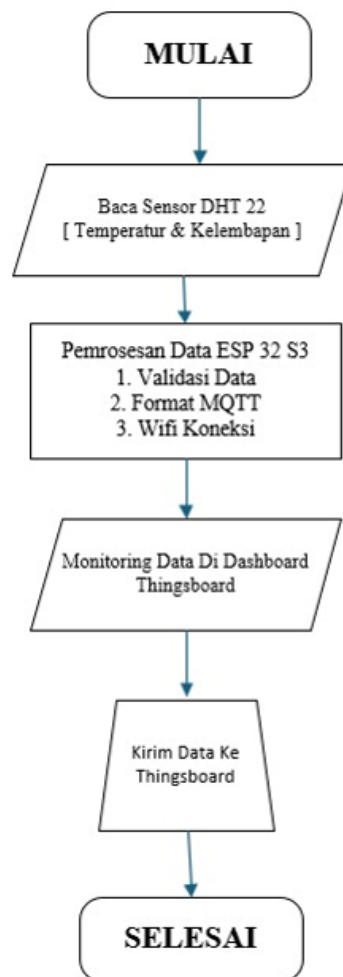 MULAI
Baca Sensor DHT 22
[ Temperatur & Kelembapan ]
Pemrosesan Data ESP 32 S3
1. Validasi Data
2. Format MQTT
3. Wifi Koneksi
Monitoring Data Di Dashboard
Thingsboard
Kirim Data Ke
Thingsboard
SELESAI